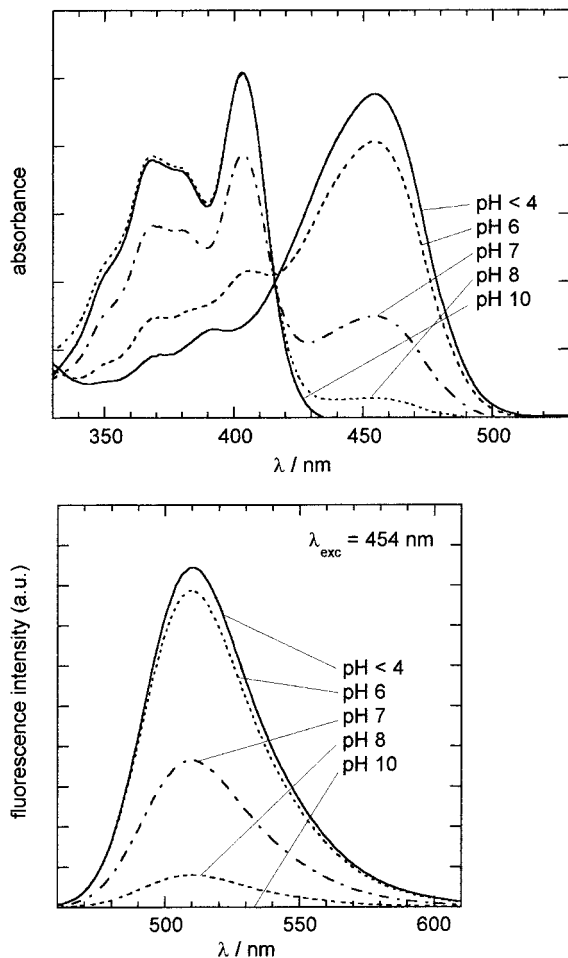 absorbance
pH < 4
pH 6
pH 7
pH 8
pH 10
350
400
450
500
λ / nm
fluorescence intensity (a.u.)
λexc = 454 nm
pH < 4
pH 6
pH 7
pH 8
pH 10
500
550
600
λ / nm